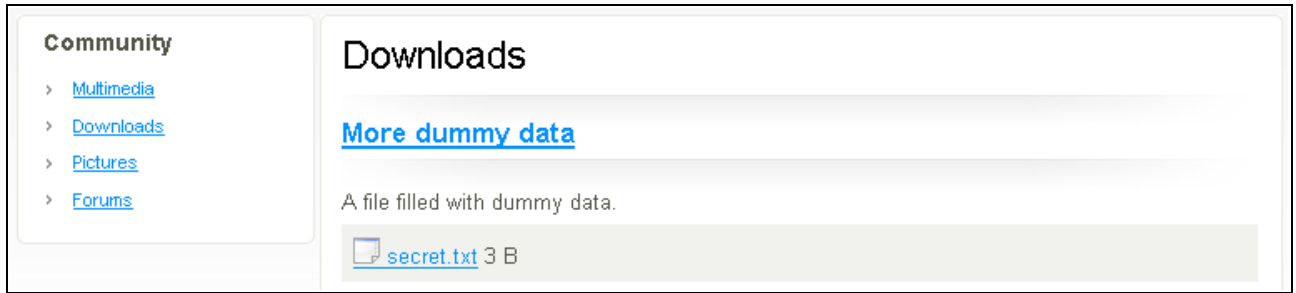 Community
Multimedia
Downloads
Pictures
Forums
Downloads
More dummy data
A file filled with dummy data.
secret.txt 3 B